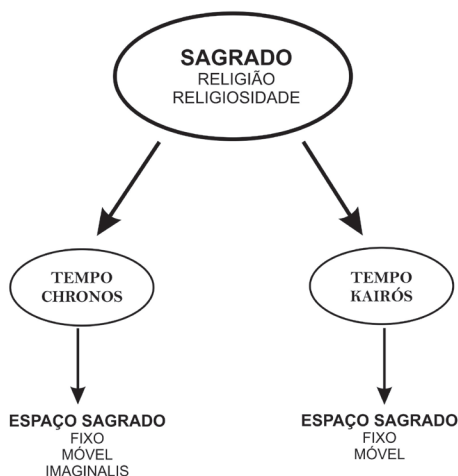 SAGRADO
RELIGIÃO
RELIGIOSIDADE
TEMPO
CHRONOS
TEMPO
KAIRÓS
ESPAÇO SAGRADO
FIXO
MÓVEL
IMAGINALIS
ESPAÇO SAGRADO
FIXO
MÓVEL